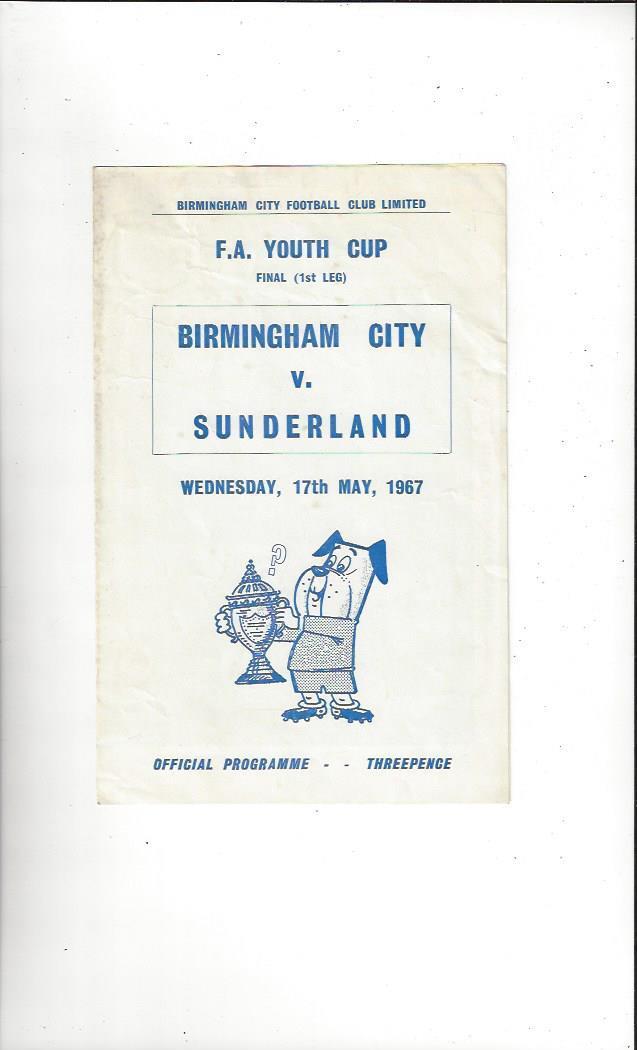 BIRMINGHAM CITY FOOTBALL CLUB LIMITED
F.A. YOUTH CUP
FINAL (1st LEG)
BIRMINGHAM CITY
v.
SUNDERLAND
WEDNESDAY, 17th MAY, 1967
?
OFFICIAL PROGRAMME - - THREEPENCE